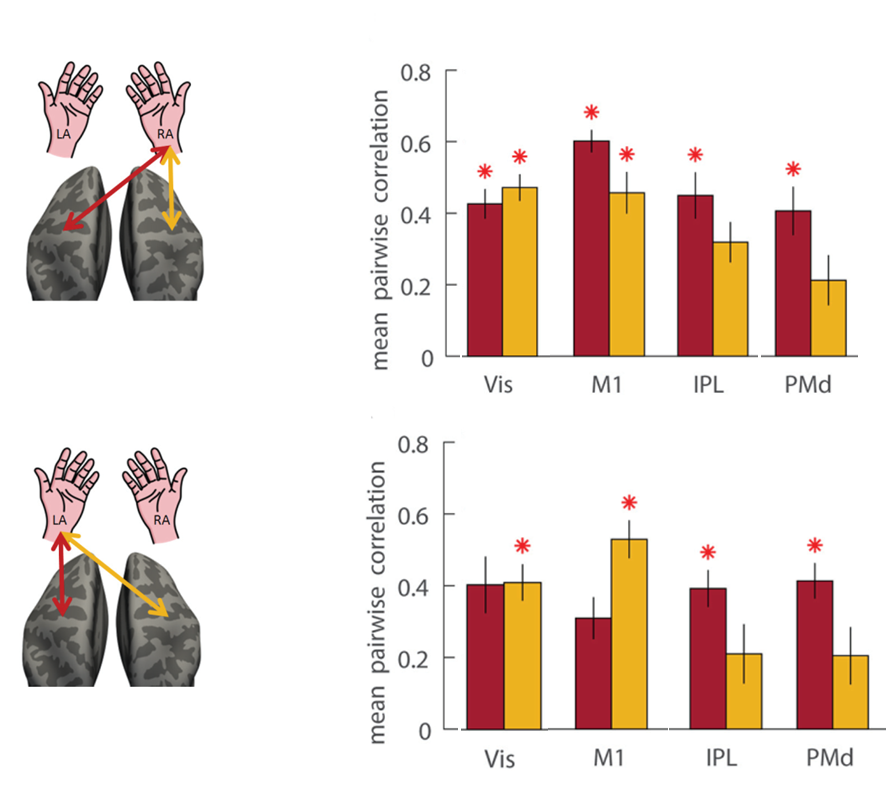 LA
RA
mean pairwise correlation
0.8
0.6
0.4
0.2
0
Vis
M1
IPL
PMd
LA
RA
mean pairwise correlation
0.8
0.6
0.4
0.2
0
Vis
M1
IPL
PMd